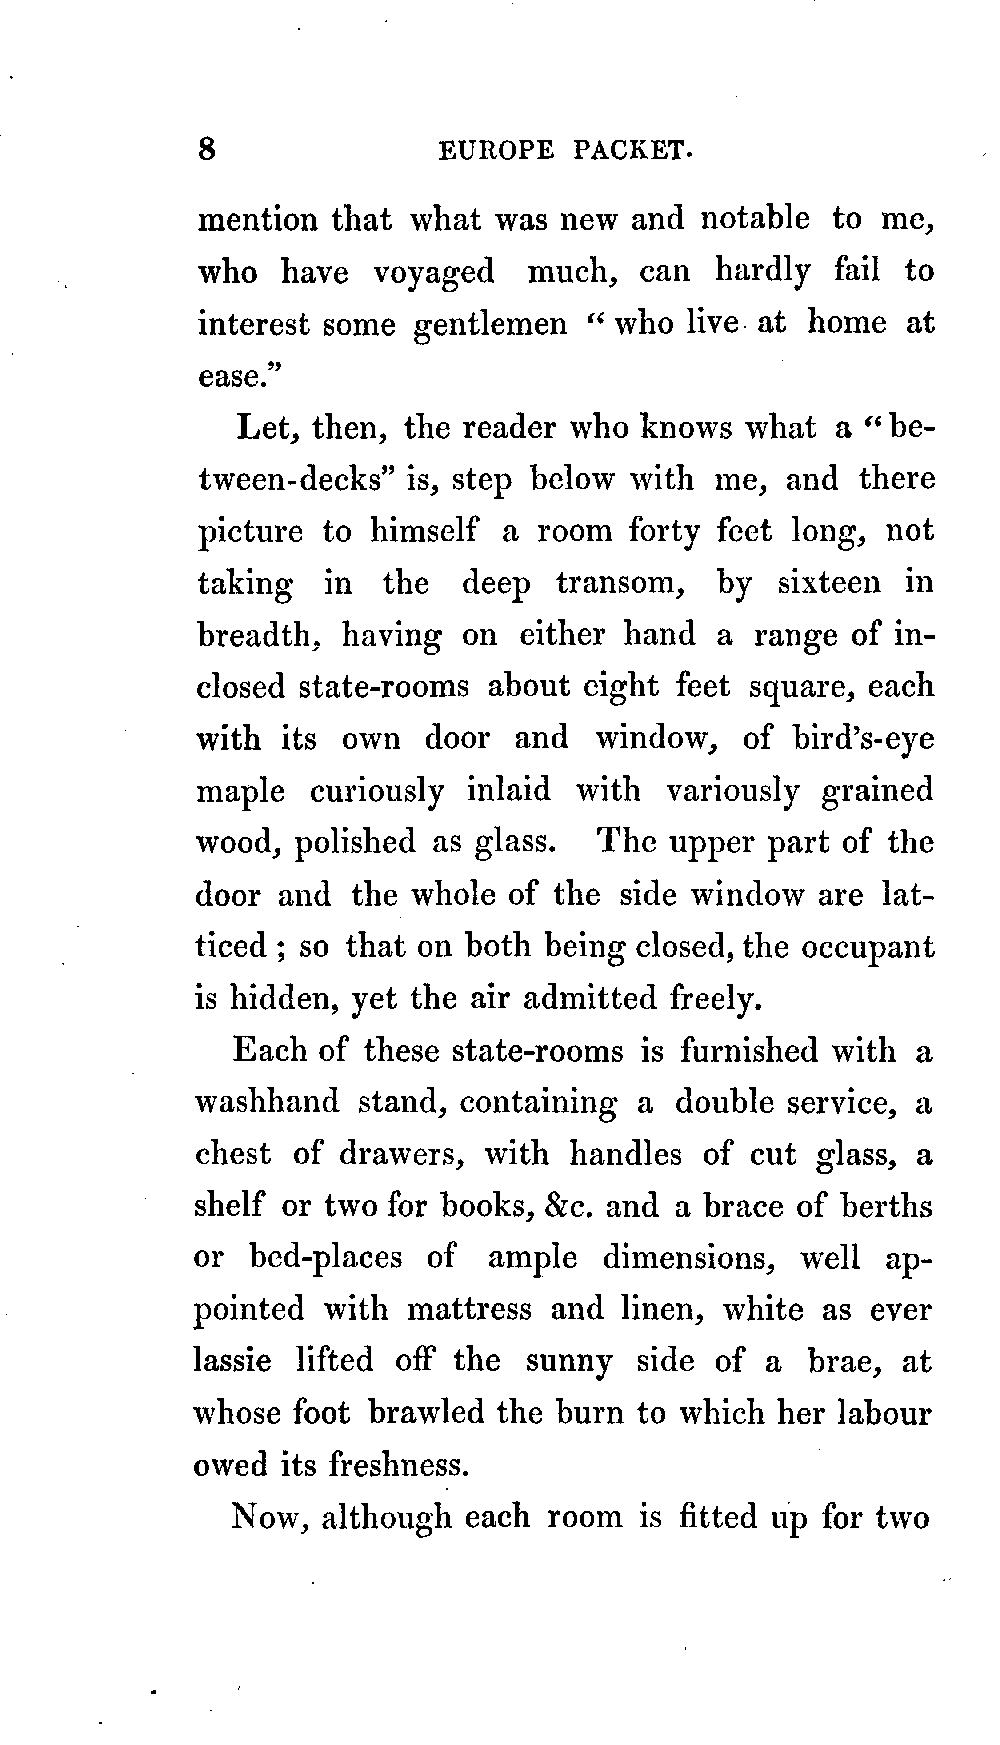 8 EUROPE PACKET.
mention that what was new and notable to me,
who have voyaged much, can hardly fail to
interest some gentlemen “ who live at home at
ease.”
Let, then, the reader who knows what a “ be-
tween-decks” is, step below with me, and there
picture to himself a room forty feet long, not
taking in the deep transom, by sixteen in
breadth, having on either hand a range of in-
closed state-rooms about eight feet square, each
with its own door and window, of bird’s-eye
maple curiously inlaid with variously grained
wood, polished as glass. The upper part of the
door and the whole of the side window are lat-
ticed ; so that on both being closed, the occupant
is hidden, yet the air admitted freely.
Each of these state-rooms is furnished with a
washhand stand, containing a double service, a
chest of drawers, with handles of cut glass, a
shelf or two for books, &c. and a brace of berths
or bed-places of ample dimensions, well ap-
pointed with mattress and linen, white as ever
lassie lifted off the sunny side of a brae, at
whose foot brawled the burn to which her labour
owed its freshness.
Now, although each room is fitted up for two